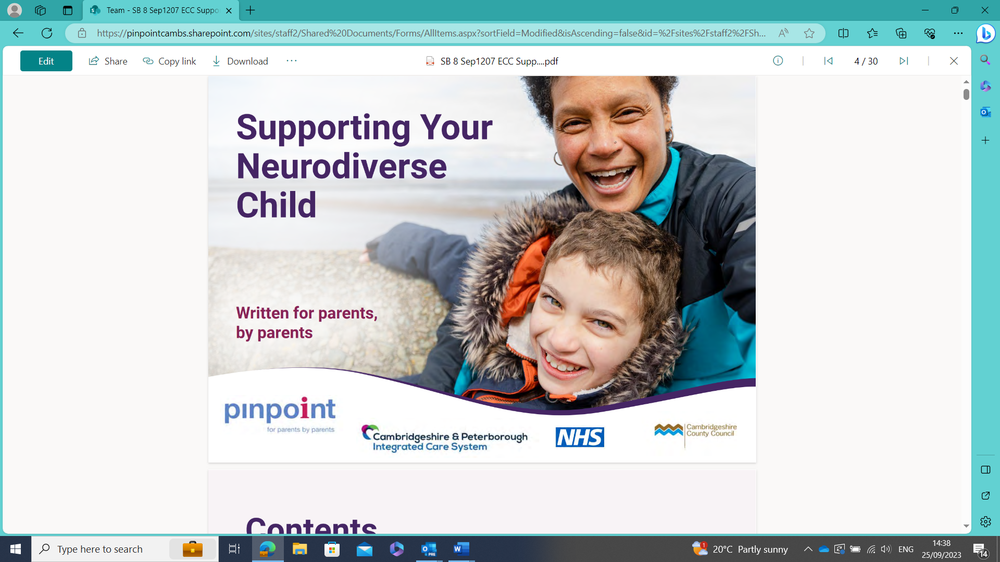 Team - SB 8 Sep1207 ECC Suppo
https://pinpointcambs.sharepoint.com/sites/staff2/Shared%20Documents/Forms/AllItems.aspx?sortField=Modified&isAscending=false&id=%2Fsites%2Fstaff2%2FSh...
Edit
Share
Copy link
Download
SB 8 Sep1207 ECC Supp....pdf
4 / 30
Supporting Your
Neurodiverse
Child
Written for parents,
by parents
pinpoint
for parents by parents
Cambridgeshire & Peterborough
Integrated Care System
NHS
Cambridgeshire
County Council
Contents
Type here to search
1
20°C Partly sunny
ENG
14:38
25/09/2023
14